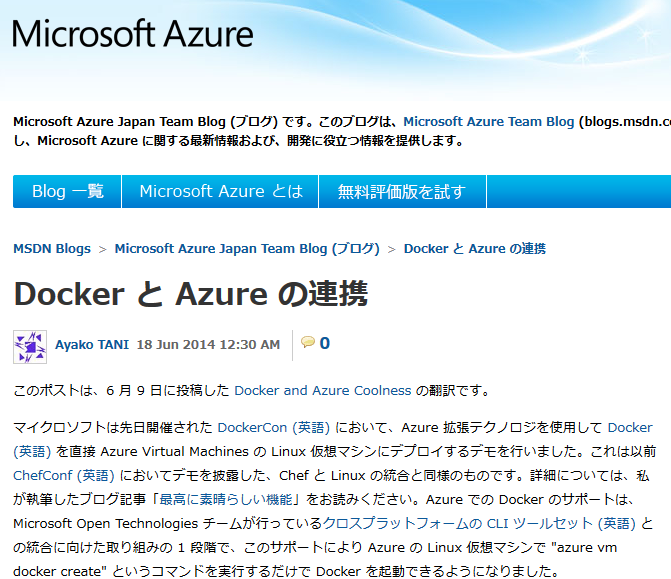 Microsoft Azure
Microsoft Azure Japan Team Blog (ブログ) です。このブログは、Microsoft Azure Team Blog (blogs.msdn.c
し、Microsoft Azure に関する最新情報および、開発に役立つ情報を提供します。
Blog 一覧 Microsoft Azure とは 無料評価版を試す
MSDN Blogs > Microsoft Azure Japan Team Blog (ブログ) > Docker と Azure の連携
Docker と Azure の連携
Ayako TANI 18 Jun 2014 12:30 AM 0
このポストは、6 月 9 日に投稿した Docker and Azure Coolness の翻訳です。
マイクロソフトは先日開催された DockerCon (英語) において、Azure 拡張テクノロジを使用して Docker
(英語) を直接 Azure Virtual Machines の Linux 仮想マシンにデプロイするデモを行いました。これは以前
ChefConf (英語) においてデモを披露した、Chef と Linux の統合と同様のものです。詳細については、私
が執筆したブログ記事「最高に素晴らしい機能」をお読みください。Azure での Docker のサポートは、
Microsoft Open Technologies チームが行っているクロスプラットフォームの CLI ツールセット (英語) と
の統合に向けた取り組みの 1 段階で、このサポートにより Azure の Linux 仮想マシンで "azure vm
docker create" というコマンドを実行するだけで Docker を起動できるようになりました。